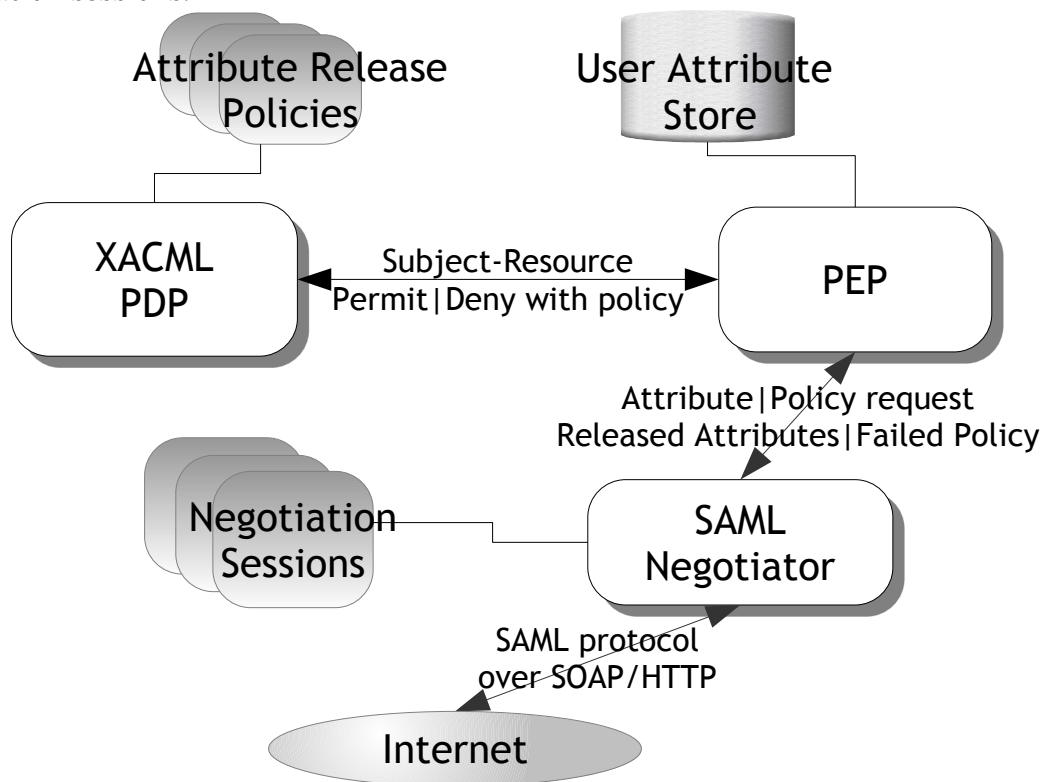 Attribute Release
Policies
User Attribute
Store
XACML
PDP
Subject-Resource
Permit|Deny with policy
PEP
Attribute|Policy request
Released Attributes|Failed Policy
Negotiation
Sessions
SAML
Negotiator
SAML protocol
over SOAP/HTTP
Internet